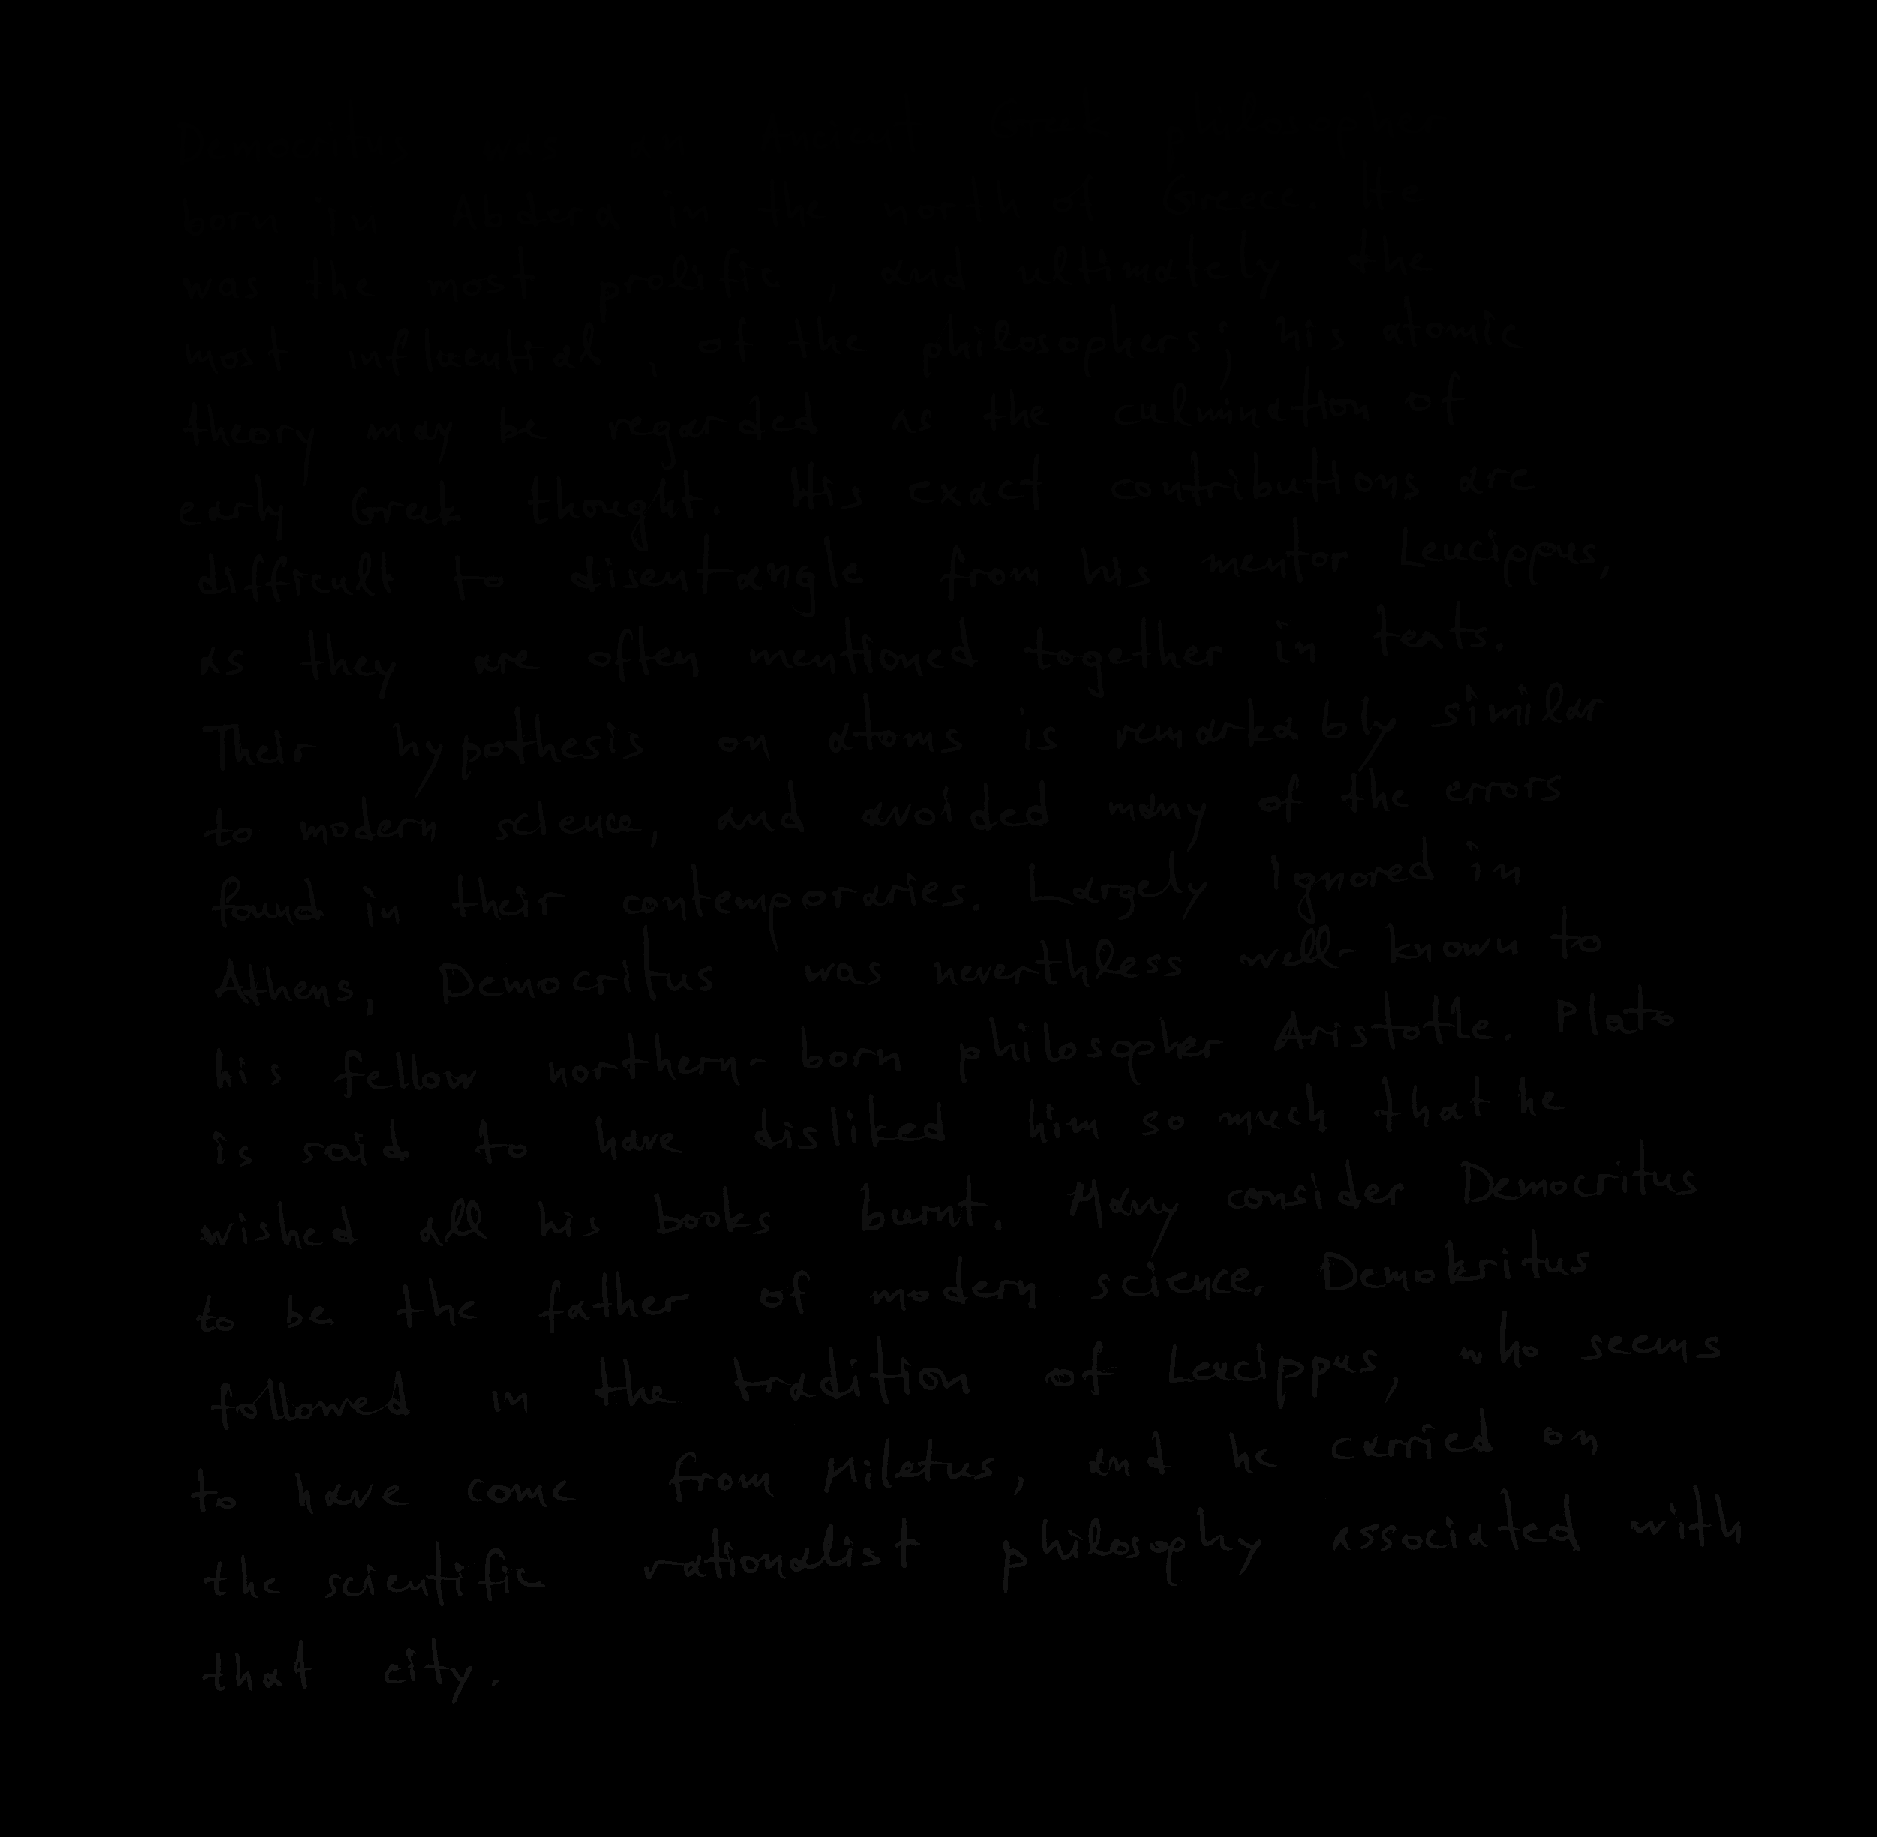 Democritus was an Ancient Greek philosopher
born in Abdera in the north of Greece. He
was the most prolific, and ultimately the
most influential, of the philosophers; his atomic
theory may be regarded as the culmination of
early Greek thought. His exact contributions are
difficult to disentangle from his mentor Leucippus,
as they are often mentioned together in texts.
Their hypothesis on atoms is remarkably similar
to modern science, and avoided many of the errors
found in their contemporaries. Largely Ignored in
Athens, Democritus was neverthless well-known to
his fellow northern-born philosopher Aristotle. Plato
is said to have disliked him so much that he
wished all his books burnt. Many consider Democritus
to be the father of modern science. Demokritus
followed in the tradition of Leucippus, who seems
to have come from Miletus, and he carried on
the scientific rationalist philosophy associated with
that city.